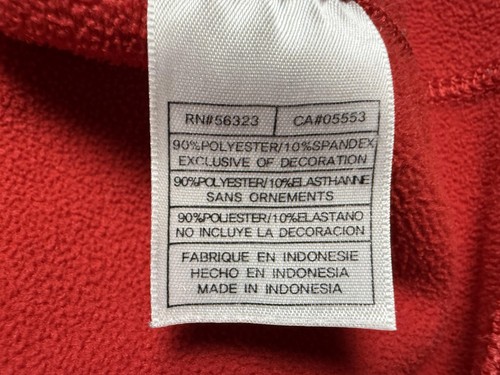 RN#56323 CA#05553
90%POLYESTER/10%SPANDEX
EXCLUSIVE OF DECORATION
90%POLYESTER/10%ELASTHANNE
SANS ORNEMENTS
90%POLIESTER/10%ELASTANO
NO INCLUYE LA DECORACION
FABRIQUE EN INDONESIE
HECHO EN INDONESIA
MADE IN INDONESIA